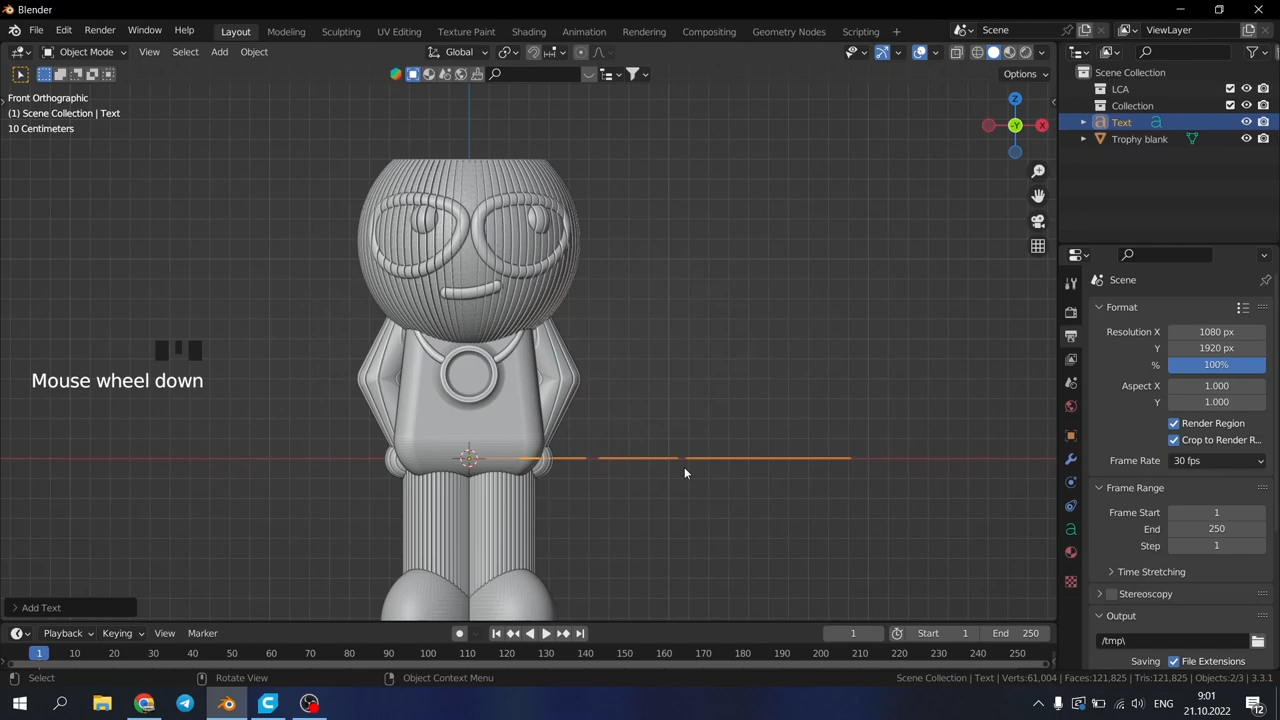 Blender
File Edit Render Window Help
Layout Modeling Sculpting UV Editing Texture Paint Shading Animation Rendering Compositing Geometry Nodes Scripting
Scene
ViewLayer
Object Mode View Select Add Object
Global
Options
Front Orthographic
(1) Scene Collection | Text
10 Centimeters
Z
-Y
X
Mouse wheel down
Add Text
Scene Collection
LCA
Collection
Text
Trophy blank
Scene
Format
Resolution X 1080 px
Y 1920 px
% 100%
Aspect X 1.000
Y 1.000
Render Region
Crop to Render R...
Frame Rate 30 fps
Frame Range
Frame Start 1
End 250
Step 1
Time Stretching
Stereoscopy
Output
/tmp\
Saving File Extensions
Playback Keying View Marker
1 Start 1 End 250
1 10 20 30 40 50 60 70 80 90 100 110 120 130 140 150 160 170 180 190 200 210 220 230 240 250
Select Rotate View Object Context Menu
Scene Collection | Text | Verts:61,004 | Faces:121,825 | Tris:121,825 | Objects:2/3 | 3.3.1
ENG
9:01
21.10.2022
12